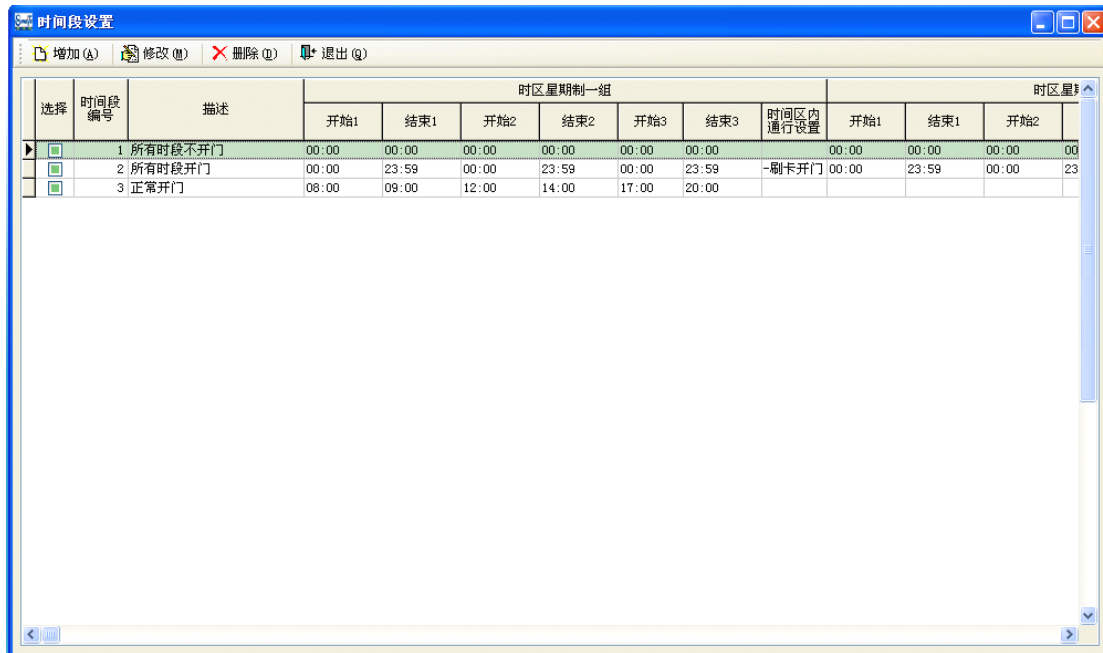 时间段设置
增加(A) 修改(M) 删除(D) 退出(Q)
时区星期制一组 时区星
选择 时间段编号 描述 开始1 结束1 开始2 结束2 开始3 结束3 时间区内通行设置 开始1 结束1 开始2
1 所有时段不开门 00:00 00:00 00:00 00:00 00:00 00:00 00:00 00:00 00:00 00
2 所有时段开门 00:00 23:59 00:00 23:59 00:00 23:59 -刷卡开门 00:00 23:59 00:00 23
3 正常开门 08:00 09:00 12:00 14:00 17:00 20:00